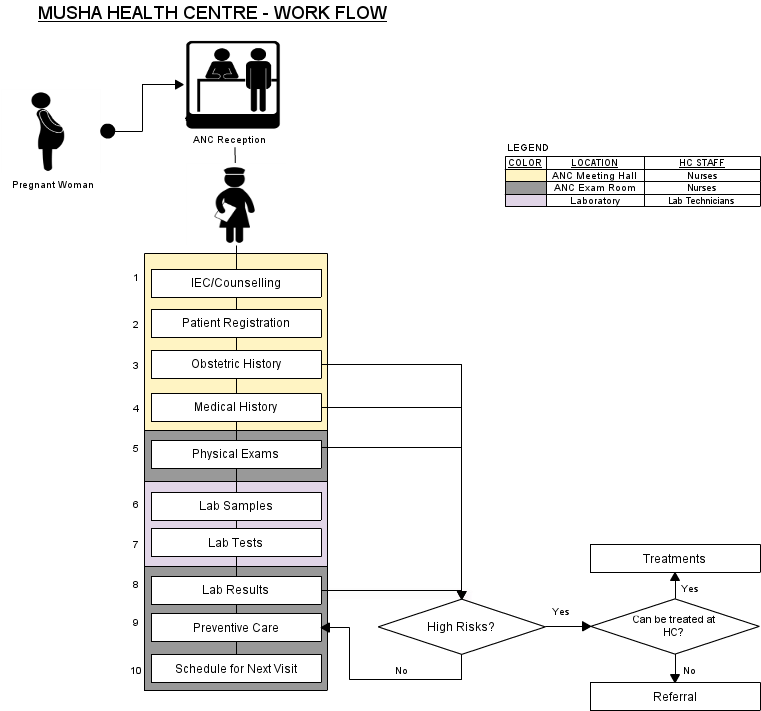 MUSHA HEALTH CENTRE - WORK FLOW
ANC Reception
Pregnant Woman
LEGEND
COLOR LOCATION HC STAFF
ANC Meeting Hall Nurses
ANC Exam Room Nurses
Laboratory Lab Technicians
1 IEC/Counselling
2 Patient Registration
3 Obstetric History
4 Medical History
5 Physical Exams
6 Lab Samples
7 Lab Tests
8 Lab Results
9 Preventive Care
10 Schedule for Next Visit
High Risks?
Yes
No
Can be treated at
HC?
Yes
Treatments
No
Referral